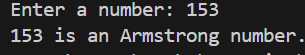 Enter a number: 153
153 is an Armstrong number.